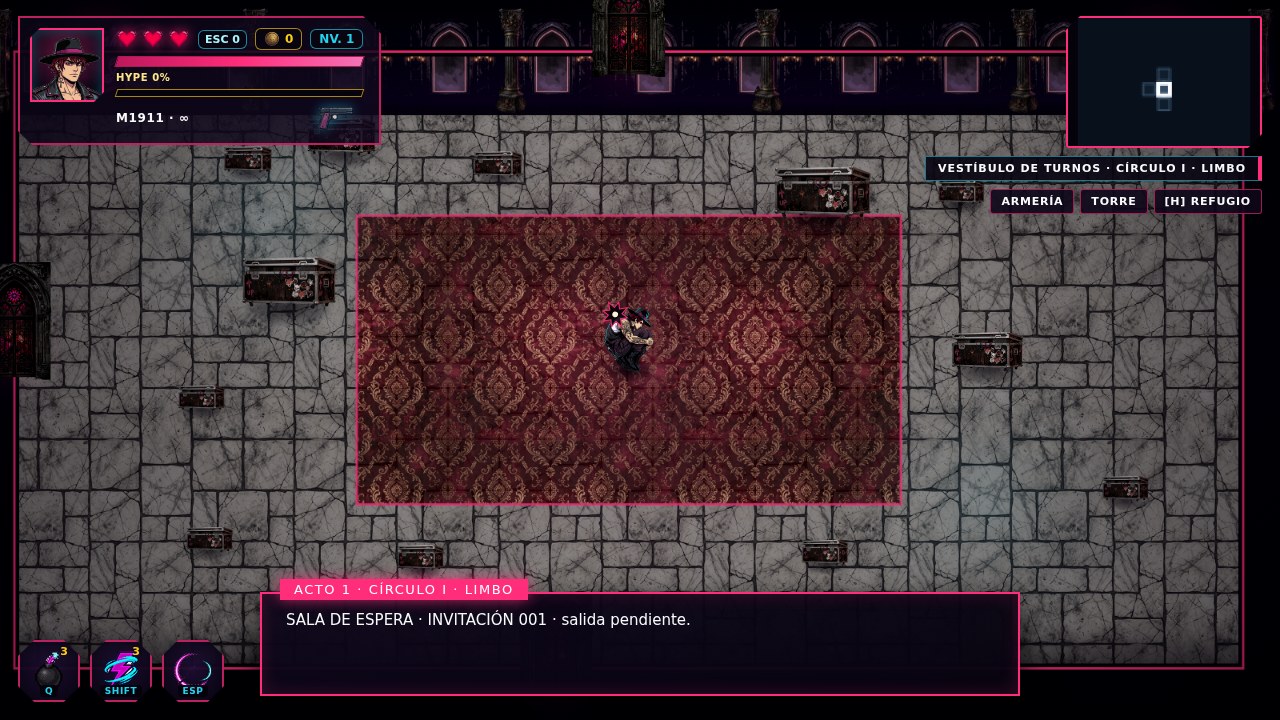 ESC 0
0
NV. 1
HYPE 0%
M1911 · ∞
VESTÍBULO DE TURNOS · CÍRCULO I · LIMBO
ARMERÍA
TORRE
[H] REFUGIO
ACTO 1 · CÍRCULO I · LIMBO
SALA DE ESPERA · INVITACIÓN 001 · salida pendiente.
3
Q
3
SHIFT
ESP